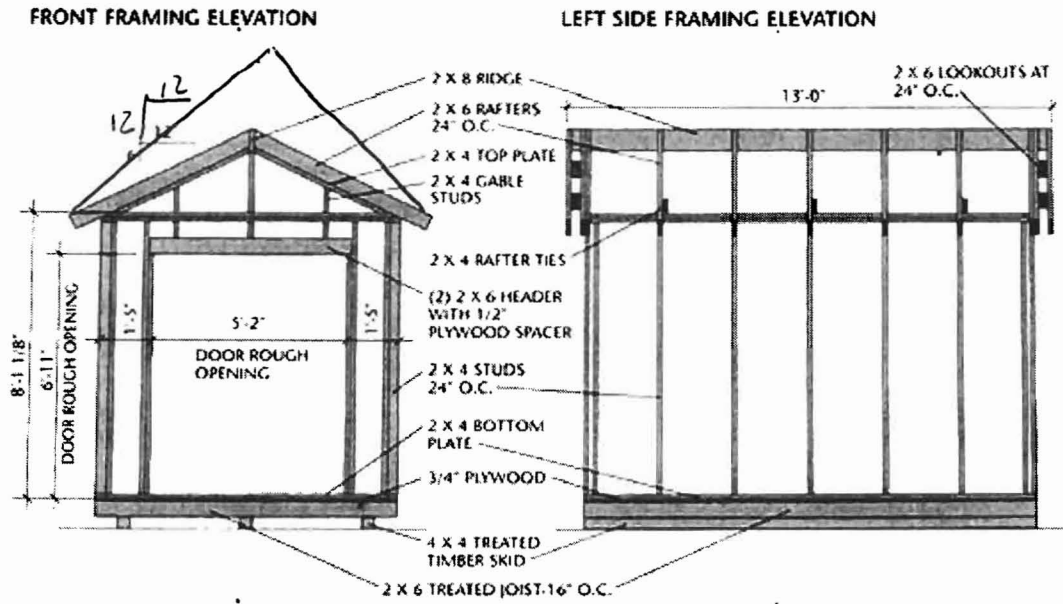 FRONT FRAMING ELEVATION
LEFT SIDE FRAMING ELEVATION
12
12
2 X 8 RIDGE
2 X 6 RAFTERS
24" O.C.
2 X 4 TOP PLATE
2 X 4 GABLE
STUDS
2 X 6 LOOKOUTS AT
24" O.C.
13'-0"
2 X 4 RAFTER TIES
(2) 2 X 6 HEADER
WITH 1/2"
PLYWOOD SPACER
8'-1 1/8"
6'-11"
DOOR ROUGH OPENING
1'-5"
5'-2"
1'-5"
DOOR ROUGH
OPENING
2 X 4 STUDS
24" O.C.
2 X 4 BOTTOM
PLATE
3/4" PLYWOOD
4 X 4 TREATED
TIMBER SKID
2 X 6 TREATED JOIST-16" O.C.